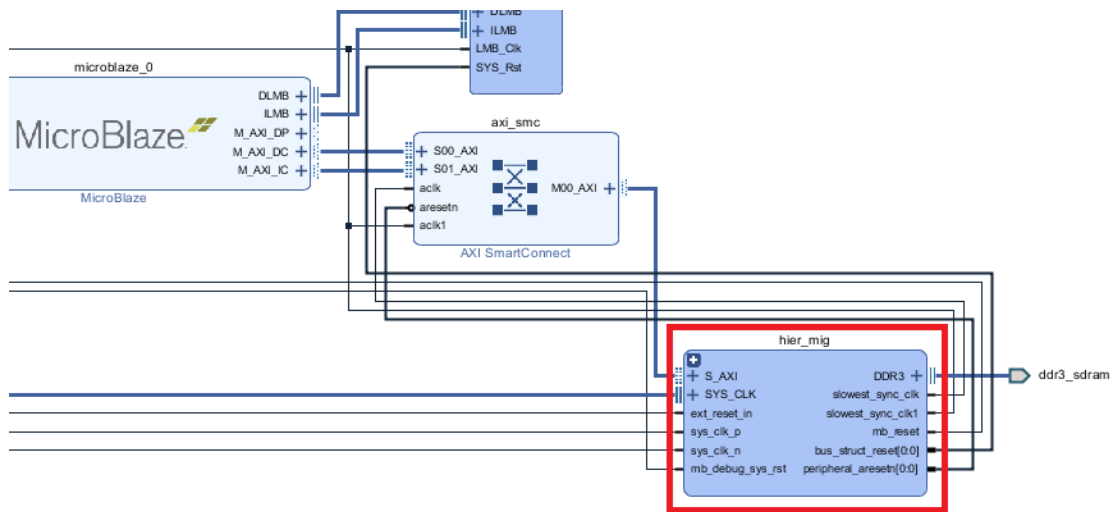 DLMB
ILMB
LMB_Clk
SYS_Rst
microblaze_0
DLMB
ILMB
M_AXI_DP
M_AXI_DC
M_AXI_IC
MicroBlaze
MicroBlaze
axi_smc
S00_AXI
S01_AXI
aclk
aresetn
aclk1
M00_AXI
AXI SmartConnect
hier_mig
S_AXI
SYS_CLK
ext_reset_in
sys_clk_p
sys_clk_n
mb_debug_sys_rst
DDR3
slowest_sync_clk
slowest_sync_clk1
mb_reset
bus_struct_reset[0:0]
peripheral_aresetn[0:0]
ddr3_sdram